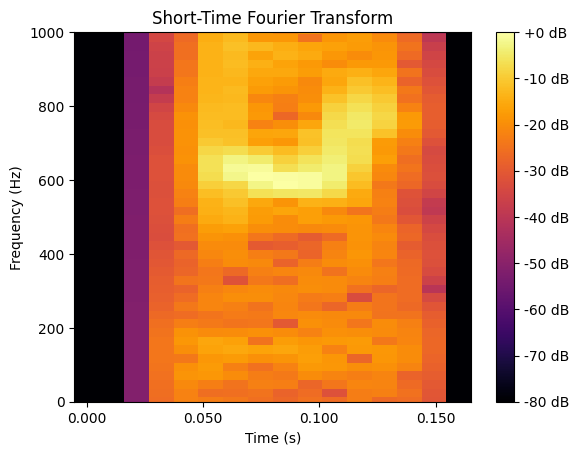 Short-Time Fourier Transform
1000
800
600
400
200
0
Frequency (Hz)
0.000
0.050
0.100
0.150
Time (s)
+0 dB
-10 dB
-20 dB
-30 dB
-40 dB
-50 dB
-60 dB
-70 dB
-80 dB